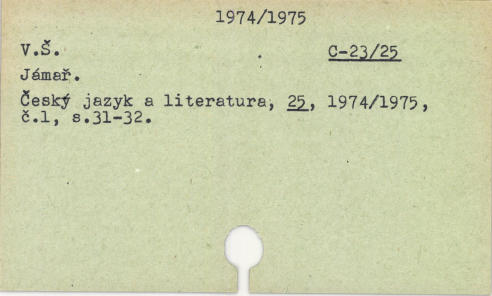 1974/1975
V.Š. C-23/25
Jámař.
Český jazyk a literatura, 25, 1974/1975,
č.1, s.31-32.